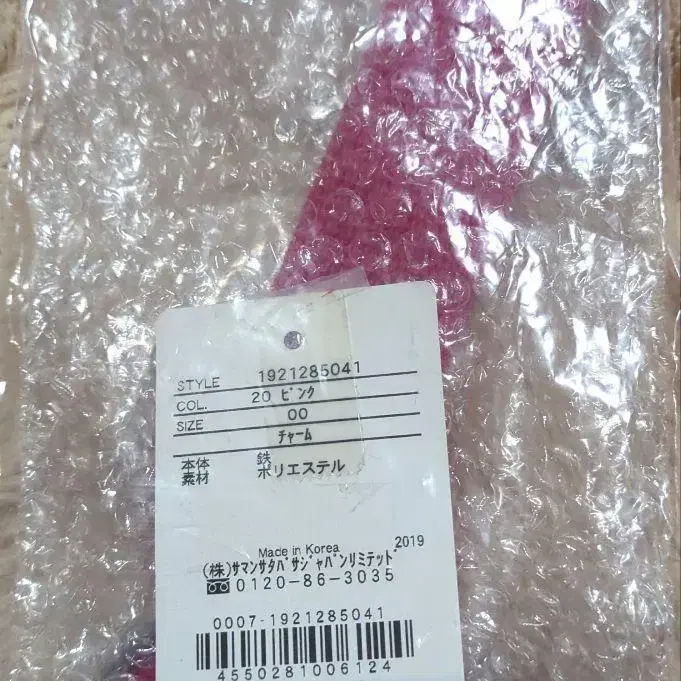 STYLE 1921285041
COL. 20 ﾋﾟﾝｸ
SIZE 00
ﾁｬｰﾑ
本体 鉄
素材 ポリエステル
Made in Korea 2019
(株)ｻﾏﾝｻﾀﾊﾞｻｼﾞｬﾊﾟﾝﾘﾐﾃｯﾄﾞ
0120-86-3035
0007-1921285041
4550281006124